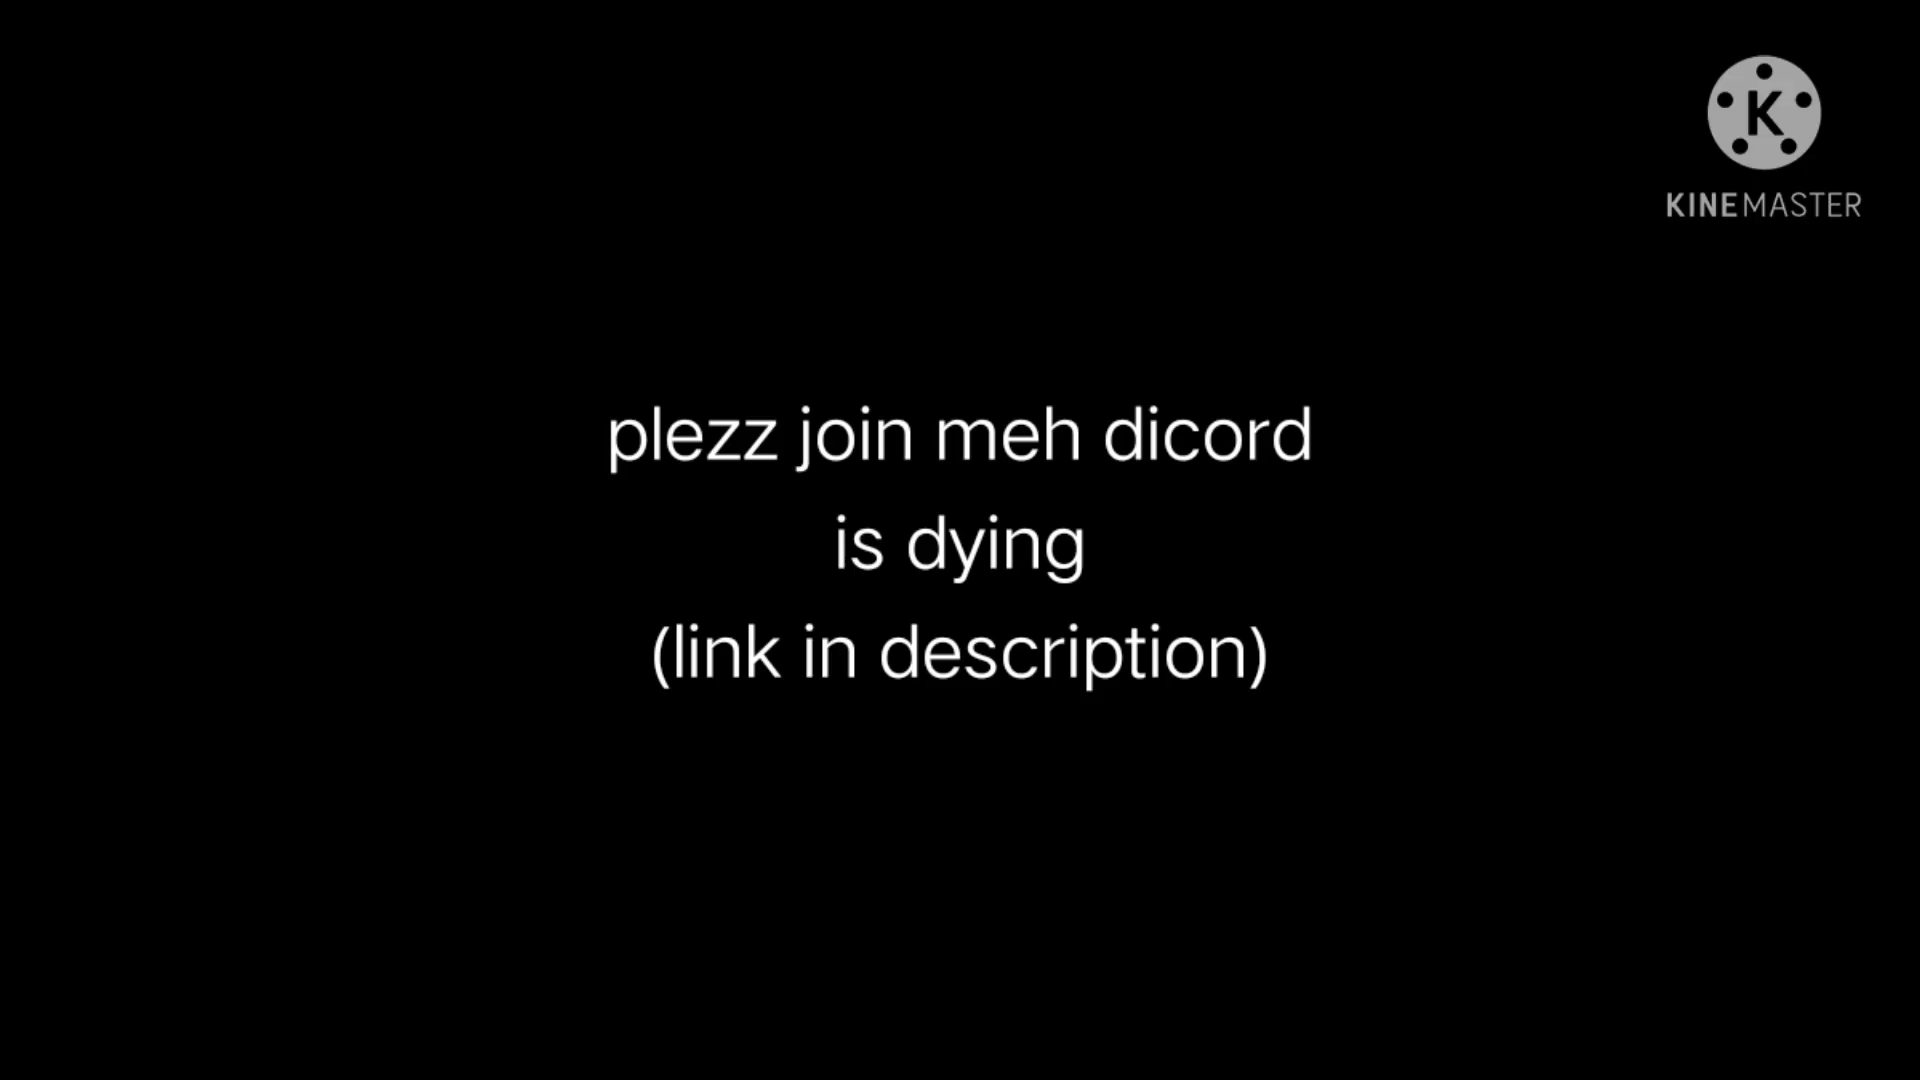 K
KINEMASTER
plezz join meh dicord
is dying
(link in description)